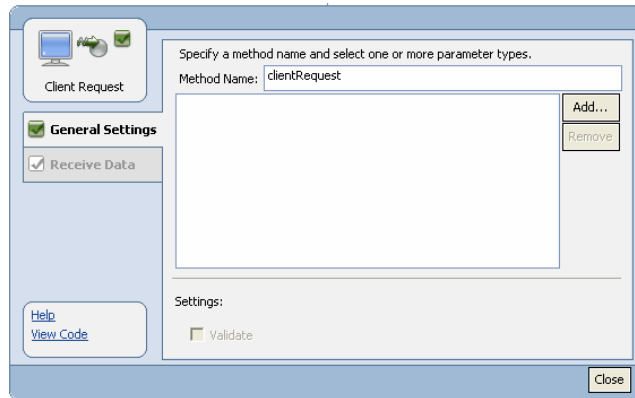 Client Request
General Settings
Receive Data
Help
View Code
Specify a method name and select one or more parameter types.
Method Name: clientRequest
Add...
Remove
Settings:
Validate
Close